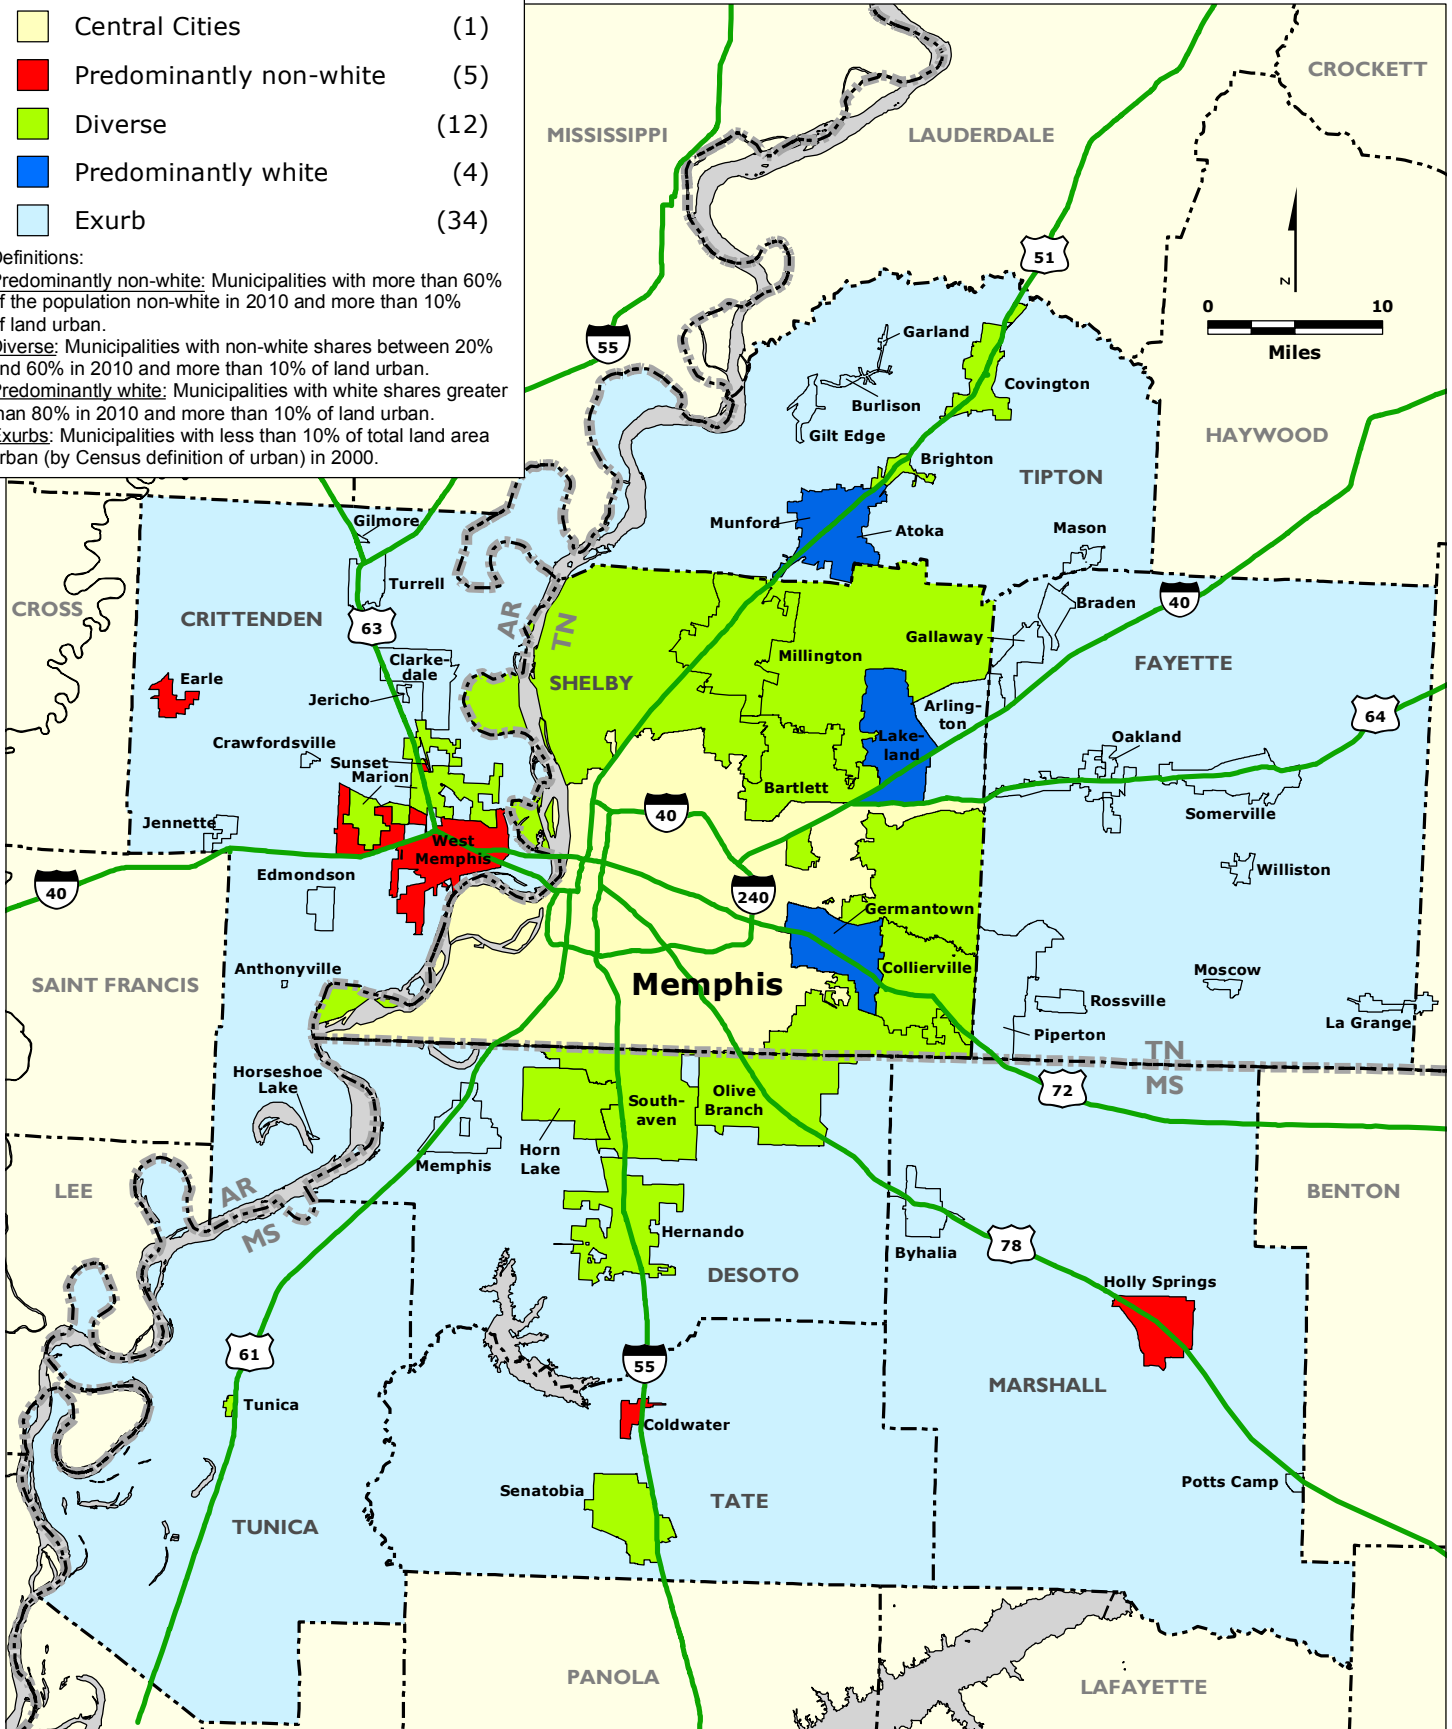 Central Cities (1)
Predominantly non-white (5)
Diverse (12)
Predominantly white (4)
Exurb (34)
Definitions:
Predominantly non-white: Municipalities with more than 60%
of the population non-white in 2010 and more than 10%
of land urban.
Diverse: Municipalities with non-white shares between 20%
and 60% in 2010 and more than 10% of land urban.
Predominantly white: Municipalities with white shares greater
than 80% in 2010 and more than 10% of land urban.
Exurbs: Municipalities with less than 10% of total land area
urban (by Census definition of urban) in 2000.
CROCKETT
MISSISSIPPI
LAUDERDALE
51
N
0 10
Miles
55
Garland
Covington
Burlison
Gilt Edge
HAYWOOD
Brighton
TIPTON
Munford
Atoka
Mason
Gilmore
Turrell
CROSS
CRITTENDEN
63
AR
TN
Braden
40
Gallaway
FAYETTE
Millington
Clarke-
dale
Jericho
Earle
SHELBY
Arling-
ton
64
Lake-
land
Oakland
Crawfordsville
Sunset
Marion
Bartlett
Somerville
Jennette
40
West
Memphis
Edmondson
40
240
Williston
Germantown
Collierville
Anthonyville
SAINT FRANCIS
Memphis
Moscow
Rossville
La Grange
Piperton
TN
MS
72
Horseshoe
Lake
Olive
Branch
South-
aven
Horn
Lake
Memphis
LEE
AR
MS
BENTON
Hernando
Byhalia
78
DESOTO
Holly Springs
61
55
MARSHALL
Tunica
Coldwater
Senatobia
TATE
Potts Camp
TUNICA
PANOLA
LAFAYETTE